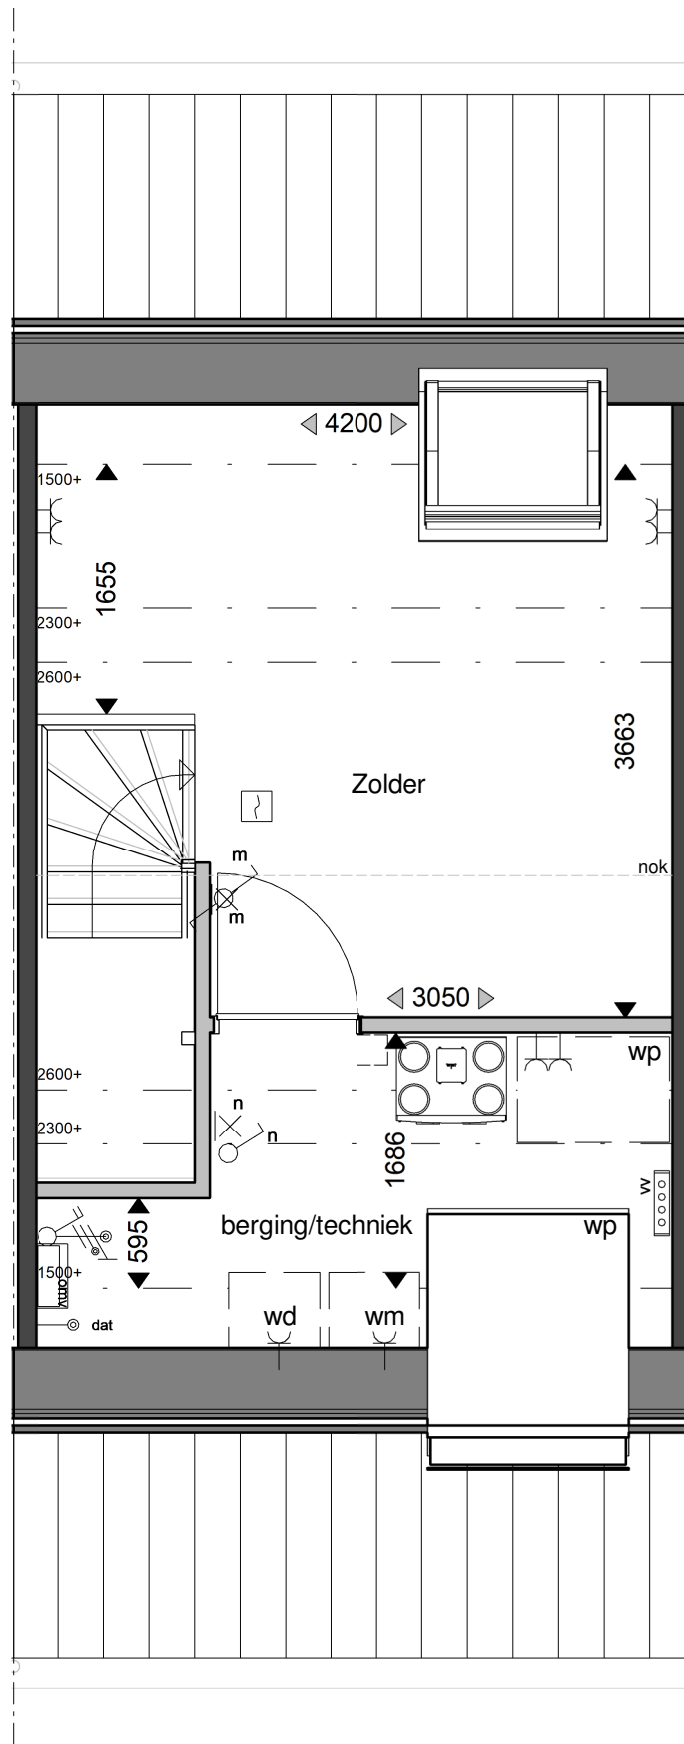 4200
1500+
1655
2300+
2600+
3663
Zolder
m
nok
m
3050
wp
2600+
n
2300+
n
1686
vv
595
berging/techniek
wp
1500+
omv
wd
wm
dat